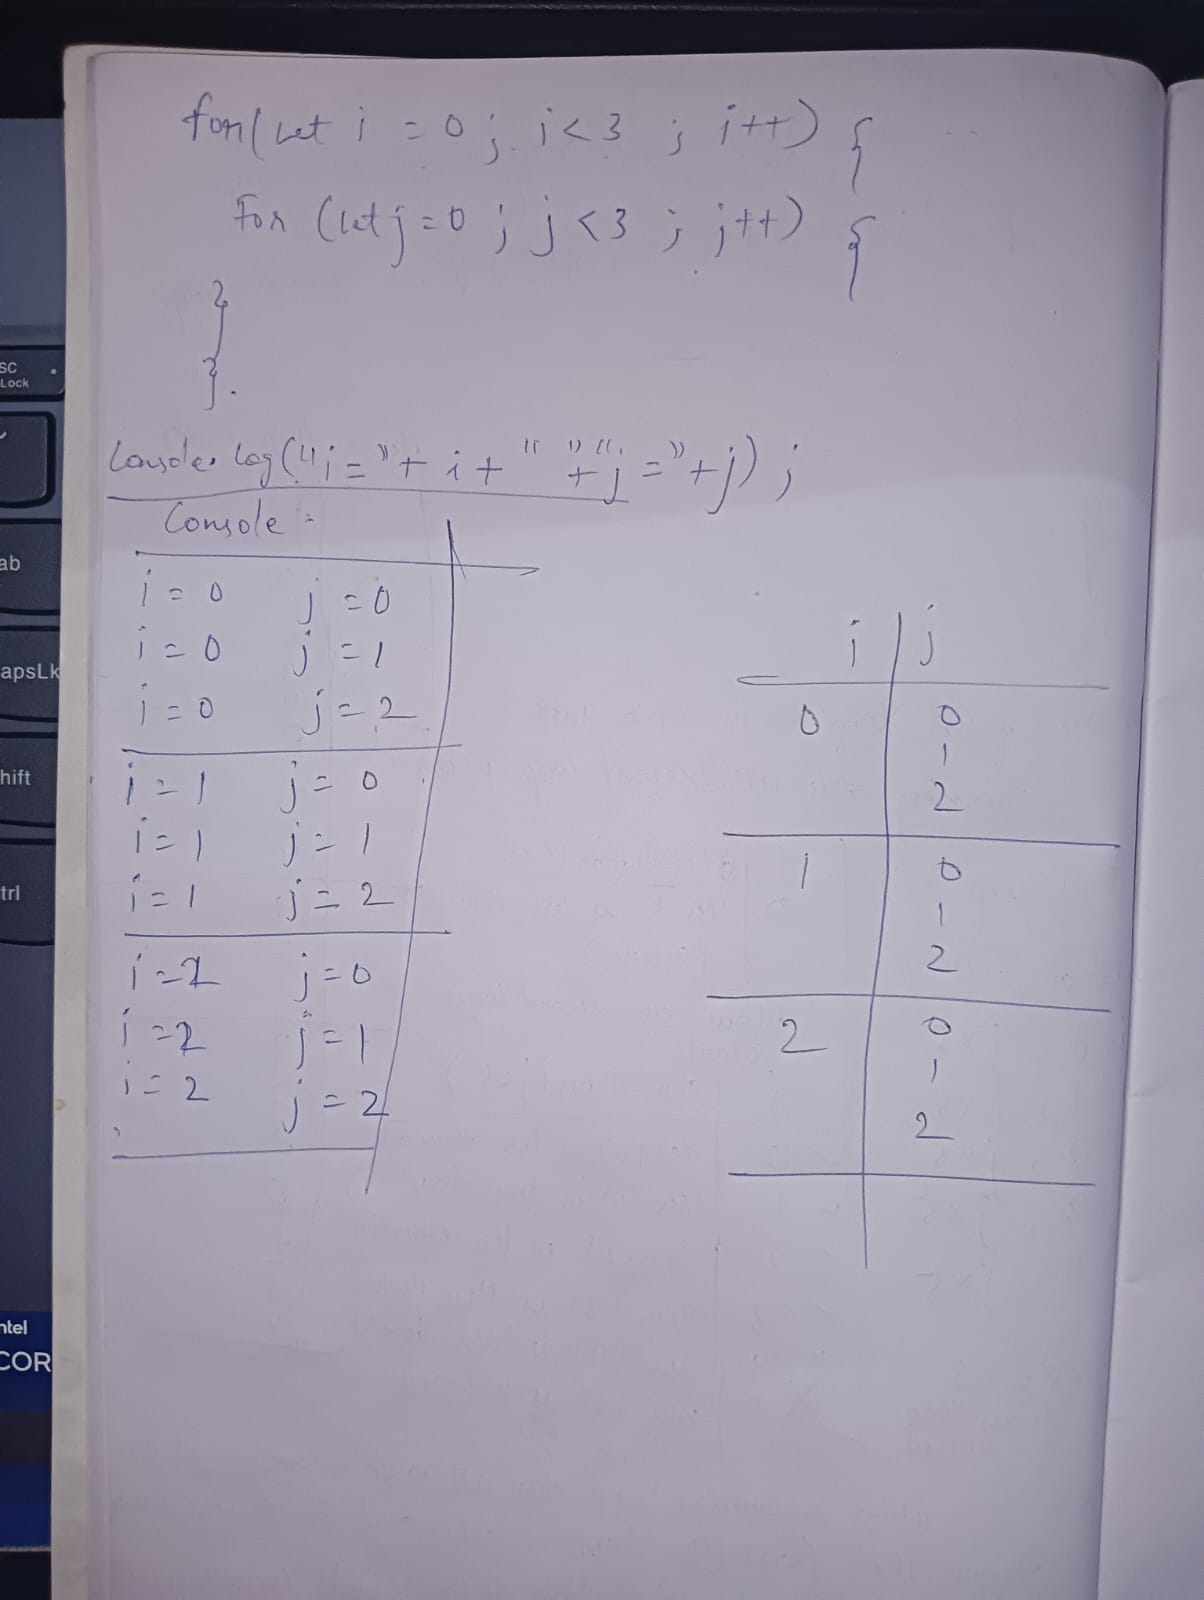 for(let i = 0 ; i<3 ; i++) {
For (let j=0 ; j<3 ; j++) {
}
}.
Console. log("i="+ i+" "+"j="+j) ;
Console =
i=0 j=0
i=0 j=1
i=0 j=2
i=1 j=0
i=1 j=1
i=1 j=2
i=2 j=0
i=2 j=1
i=2 j=2
i j
0 0
1
2
1 0
1
2
2 0
1
2
SC
Lock
ab
apsLk
hift
trl
ntel
COR